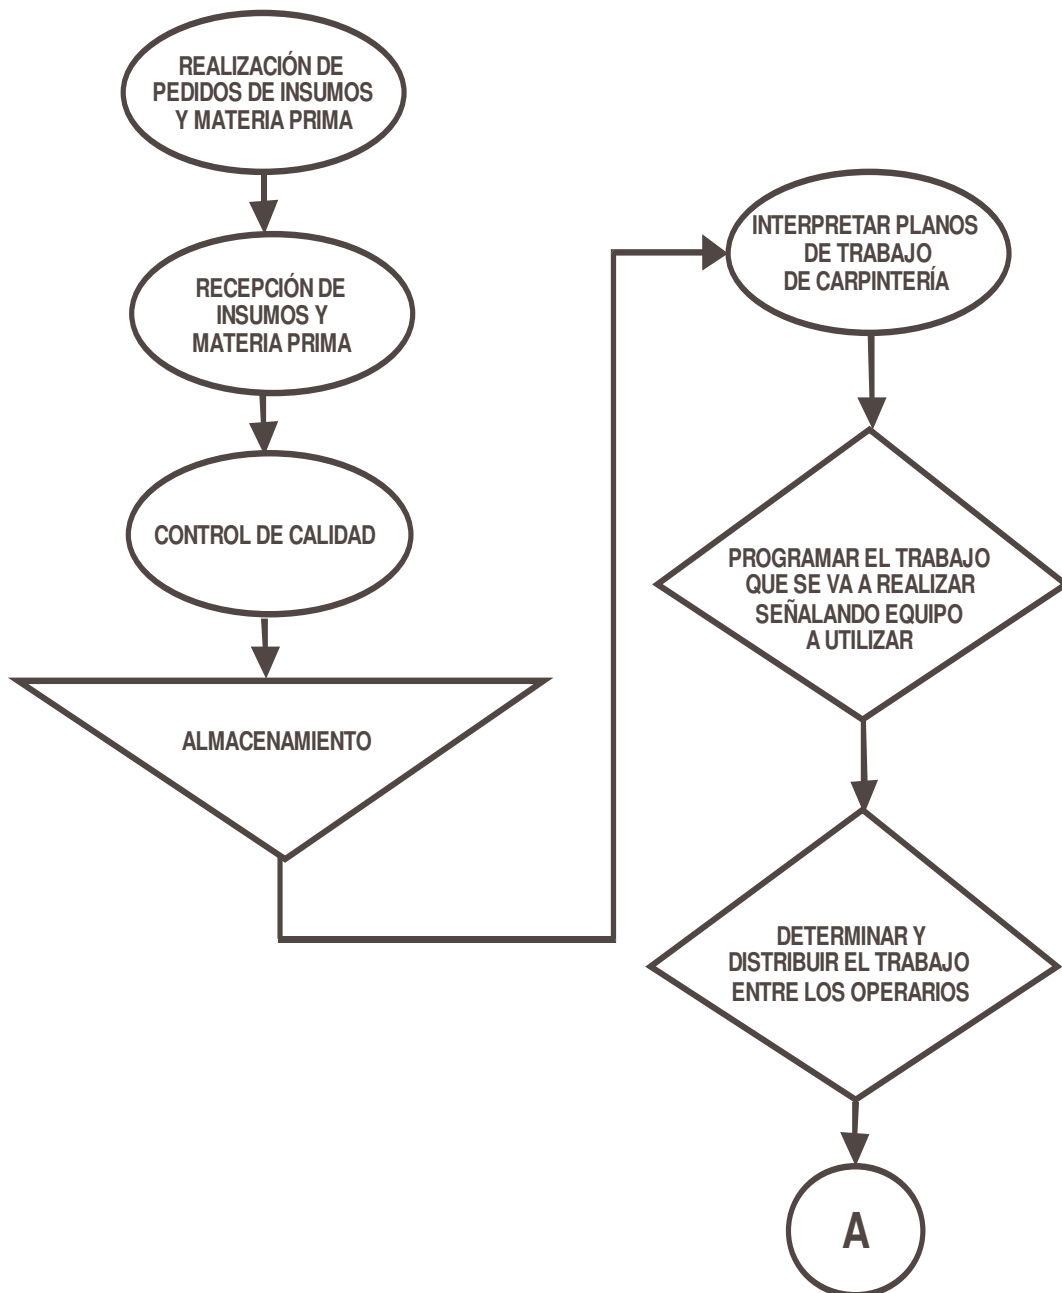 REALIZACIÓN DE
PEDIDOS DE INSUMOS
Y MATERIA PRIMA
RECEPCIÓN DE
INSUMOS Y
MATERIA PRIMA
CONTROL DE CALIDAD
ALMACENAMIENTO
INTERPRETAR PLANOS
DE TRABAJO
DE CARPINTERÍA
PROGRAMAR EL TRABAJO
QUE SE VA A REALIZAR
SEÑALANDO EQUIPO
A UTILIZAR
DETERMINAR Y
DISTRIBUIR EL TRABAJO
ENTRE LOS OPERARIOS
A